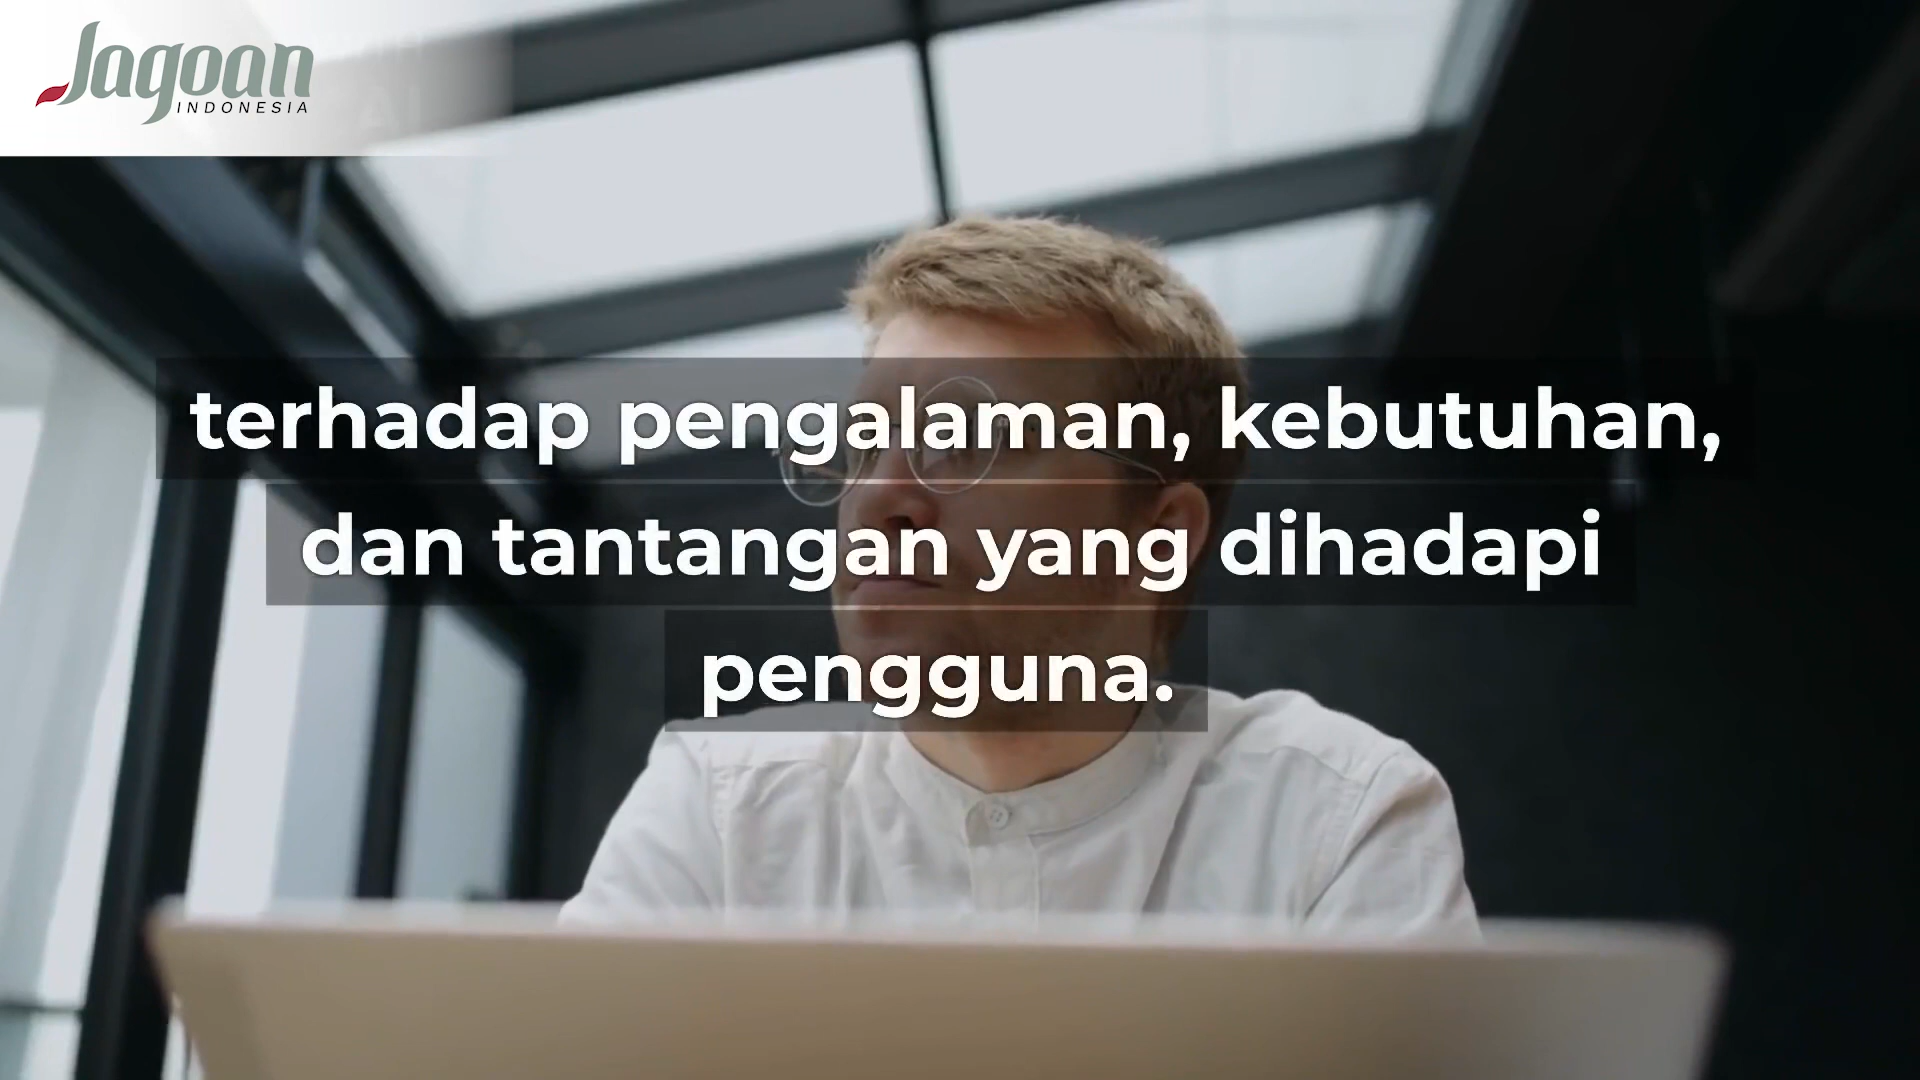 Jagoan
INDONESIA
terhadap pengalaman, kebutuhan,
dan tantangan yang dihadapi
pengguna.